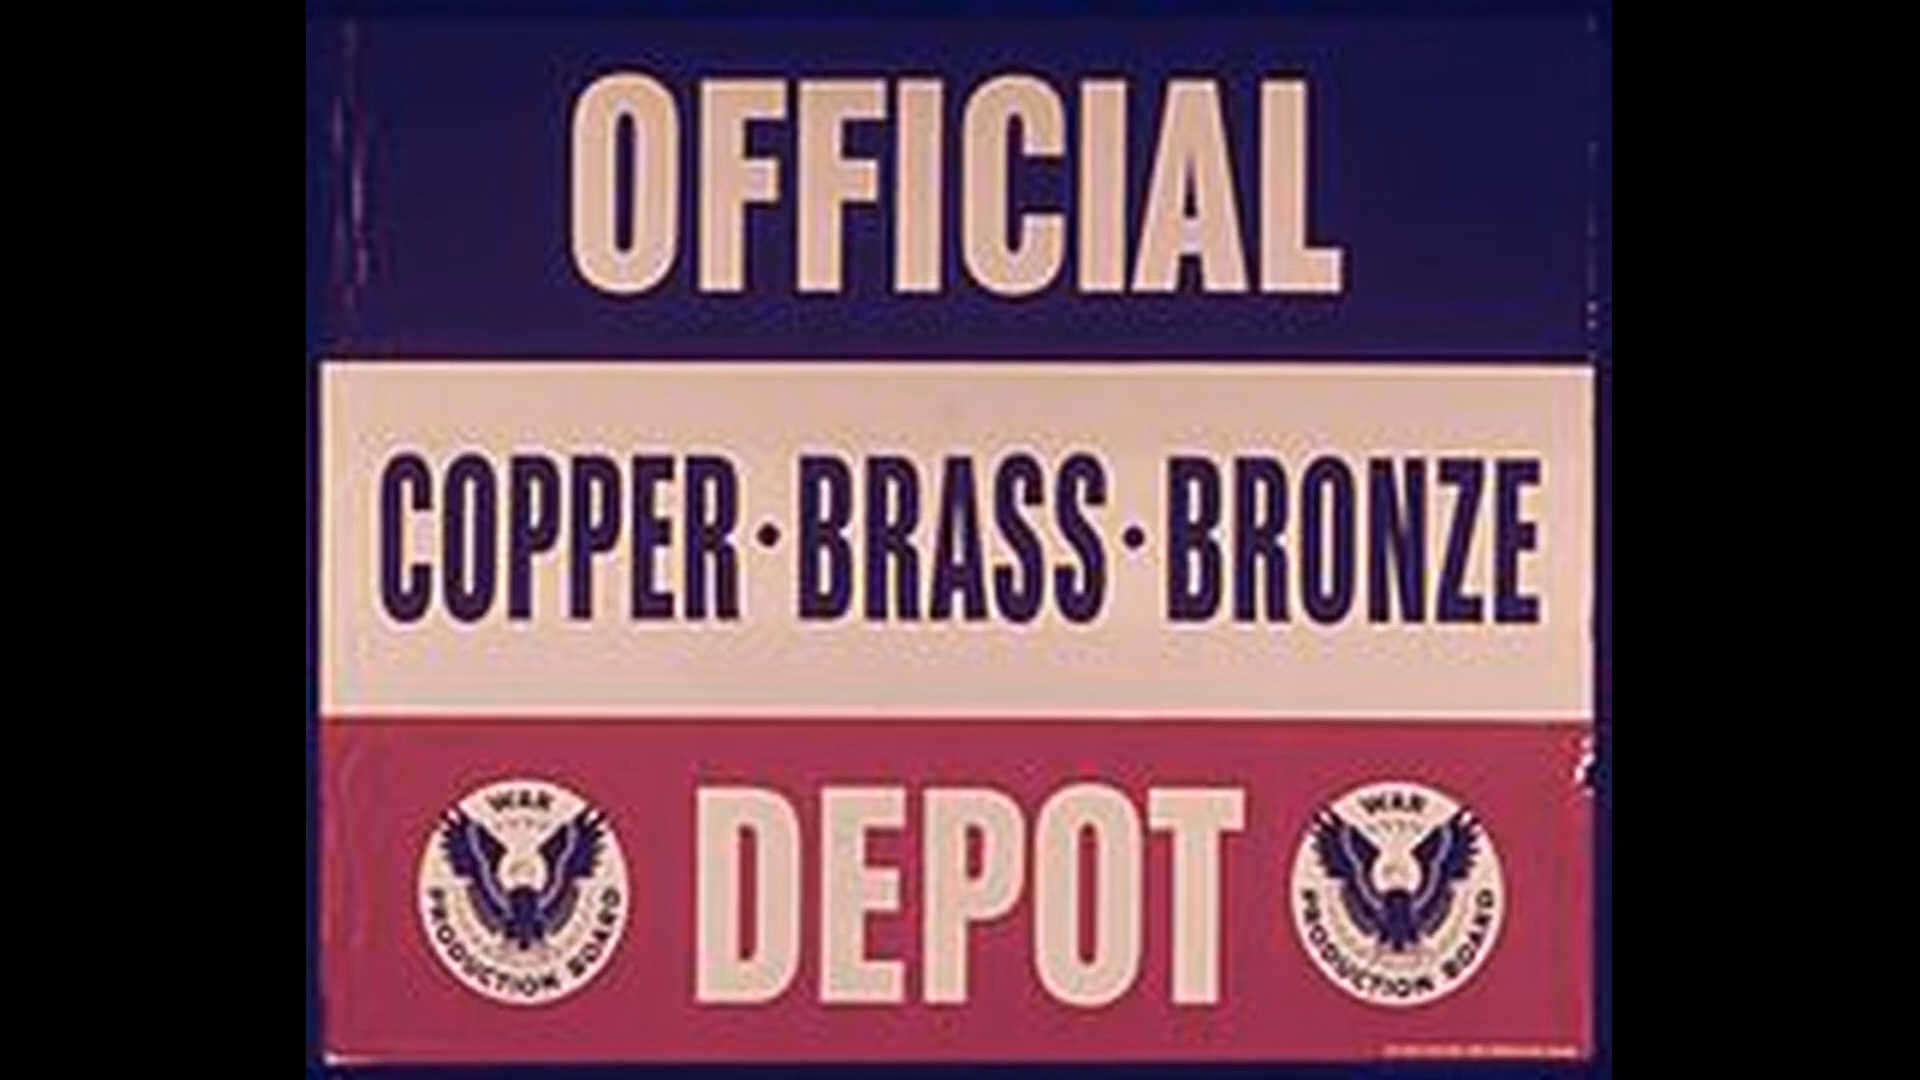 OFFICIAL
COPPER • BRASS • BRONZE
DEPOT
WAR
PRODUCTION BOARD
WAR
PRODUCTION BOARD